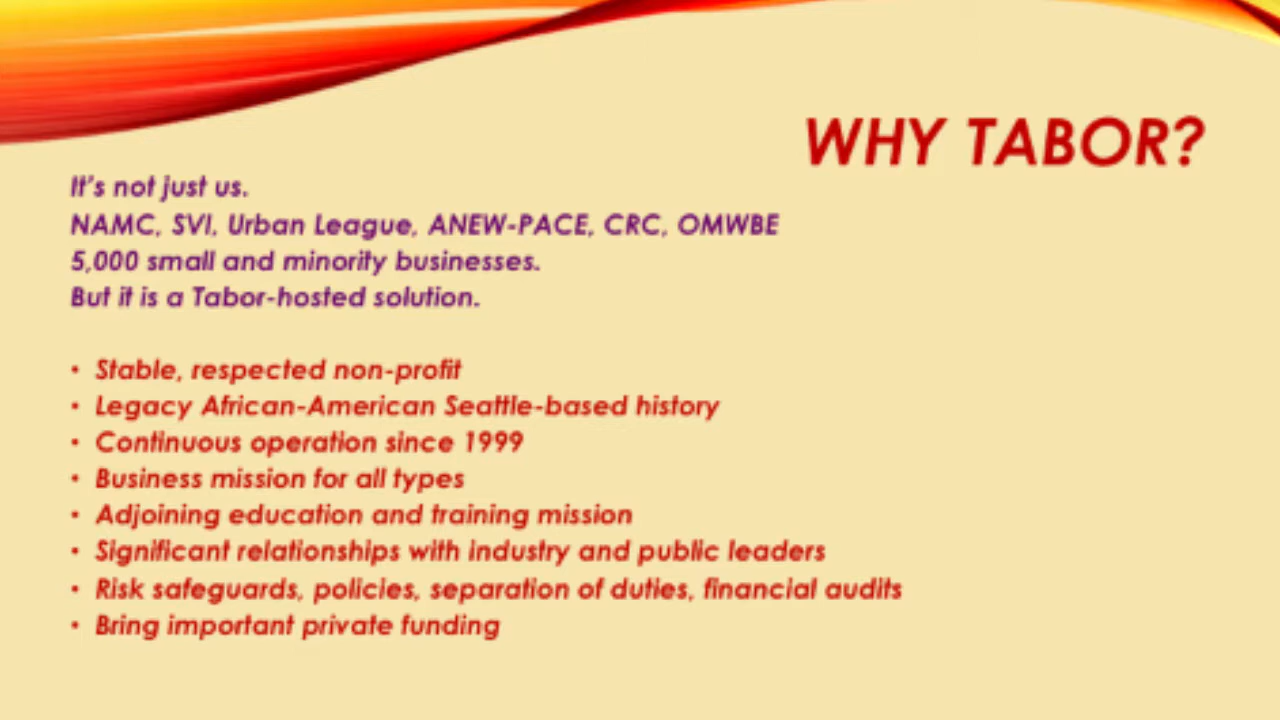 WHY TABOR?
It's not just us.
NAMC, SVI, Urban League, ANEW-PACE, CRC, OMWBE
5,000 small and minority businesses.
But it is a Tabor-hosted solution.
• Stable, respected non-profit
• Legacy African-American Seattle-based history
• Continuous operation since 1999
• Business mission for all types
• Adjoining education and training mission
• Significant relationships with industry and public leaders
• Risk safeguards, policies, separation of duties, financial audits
• Bring important private funding